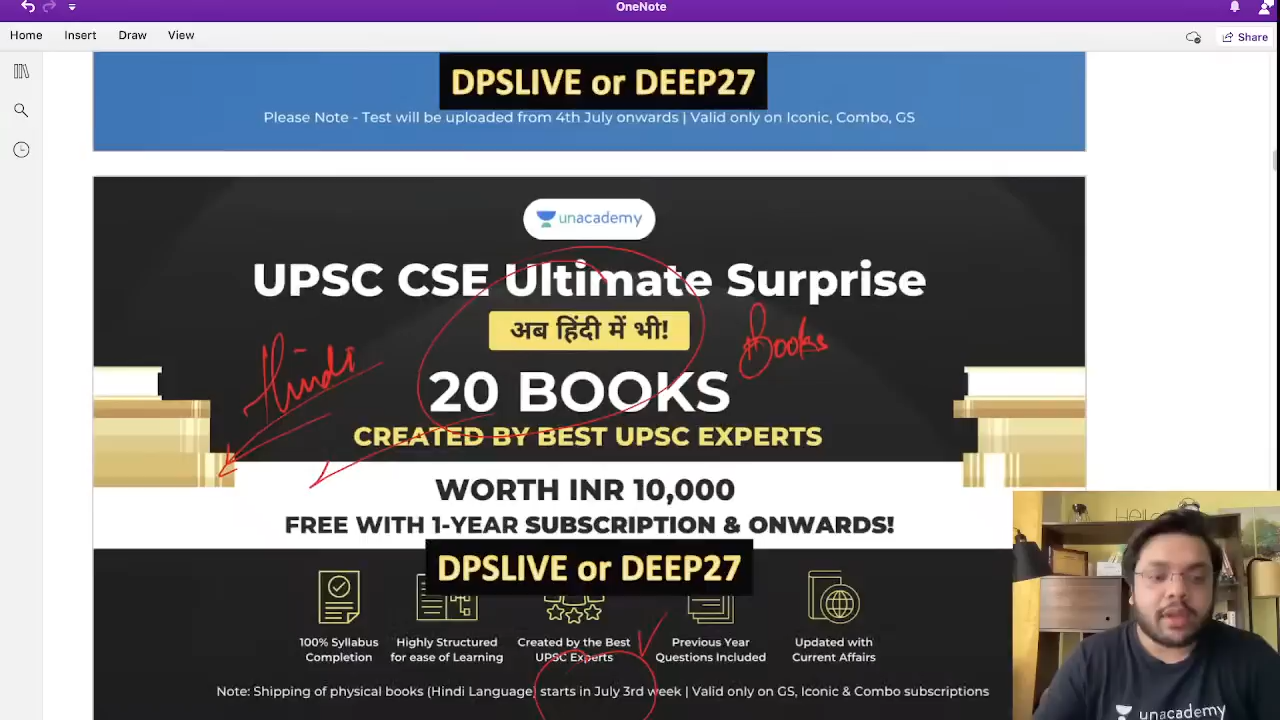 OneNote
Home Insert Draw View
Share
DPSLIVE or DEEP27
Please Note - Test will be uploaded from 4th July onwards | Valid only on Iconic, Combo, GS
unacademy
UPSC CSE Ultimate Surprise
अब हिंदी में भी!
Books
Hindi
20 BOOKS
CREATED BY BEST UPSC EXPERTS
WORTH INR 10,000
FREE WITH 1-YEAR SUBSCRIPTION & ONWARDS!
DPSLIVE or DEEP27
100% Syllabus Completion
Highly Structured for ease of Learning
Created by the Best UPSC Experts
Previous Year Questions Included
Updated with Current Affairs
Note: Shipping of physical books (Hindi Language) starts in July 3rd week | Valid only on GS, Iconic & Combo subscriptions
Hello
unacademy